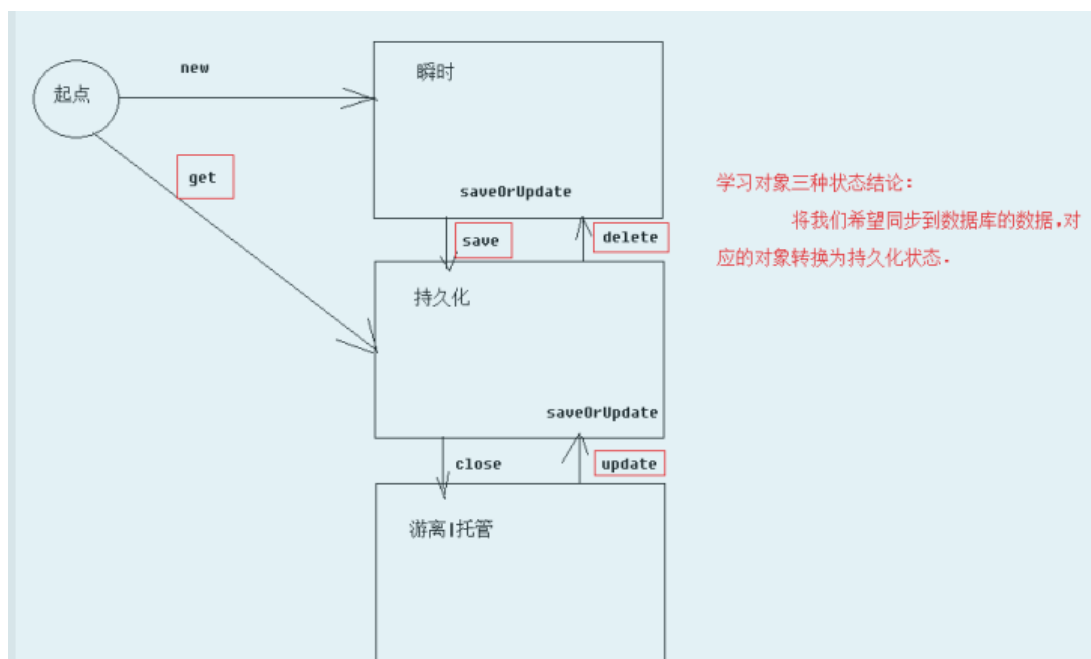 new
瞬时
起点
get
saveOrUpdate
学习对象三种状态结论:
将我们希望同步到数据库的数据,对
应的对象转换为持久化状态.
save
delete
持久化
saveOrUpdate
close
update
游离|托管